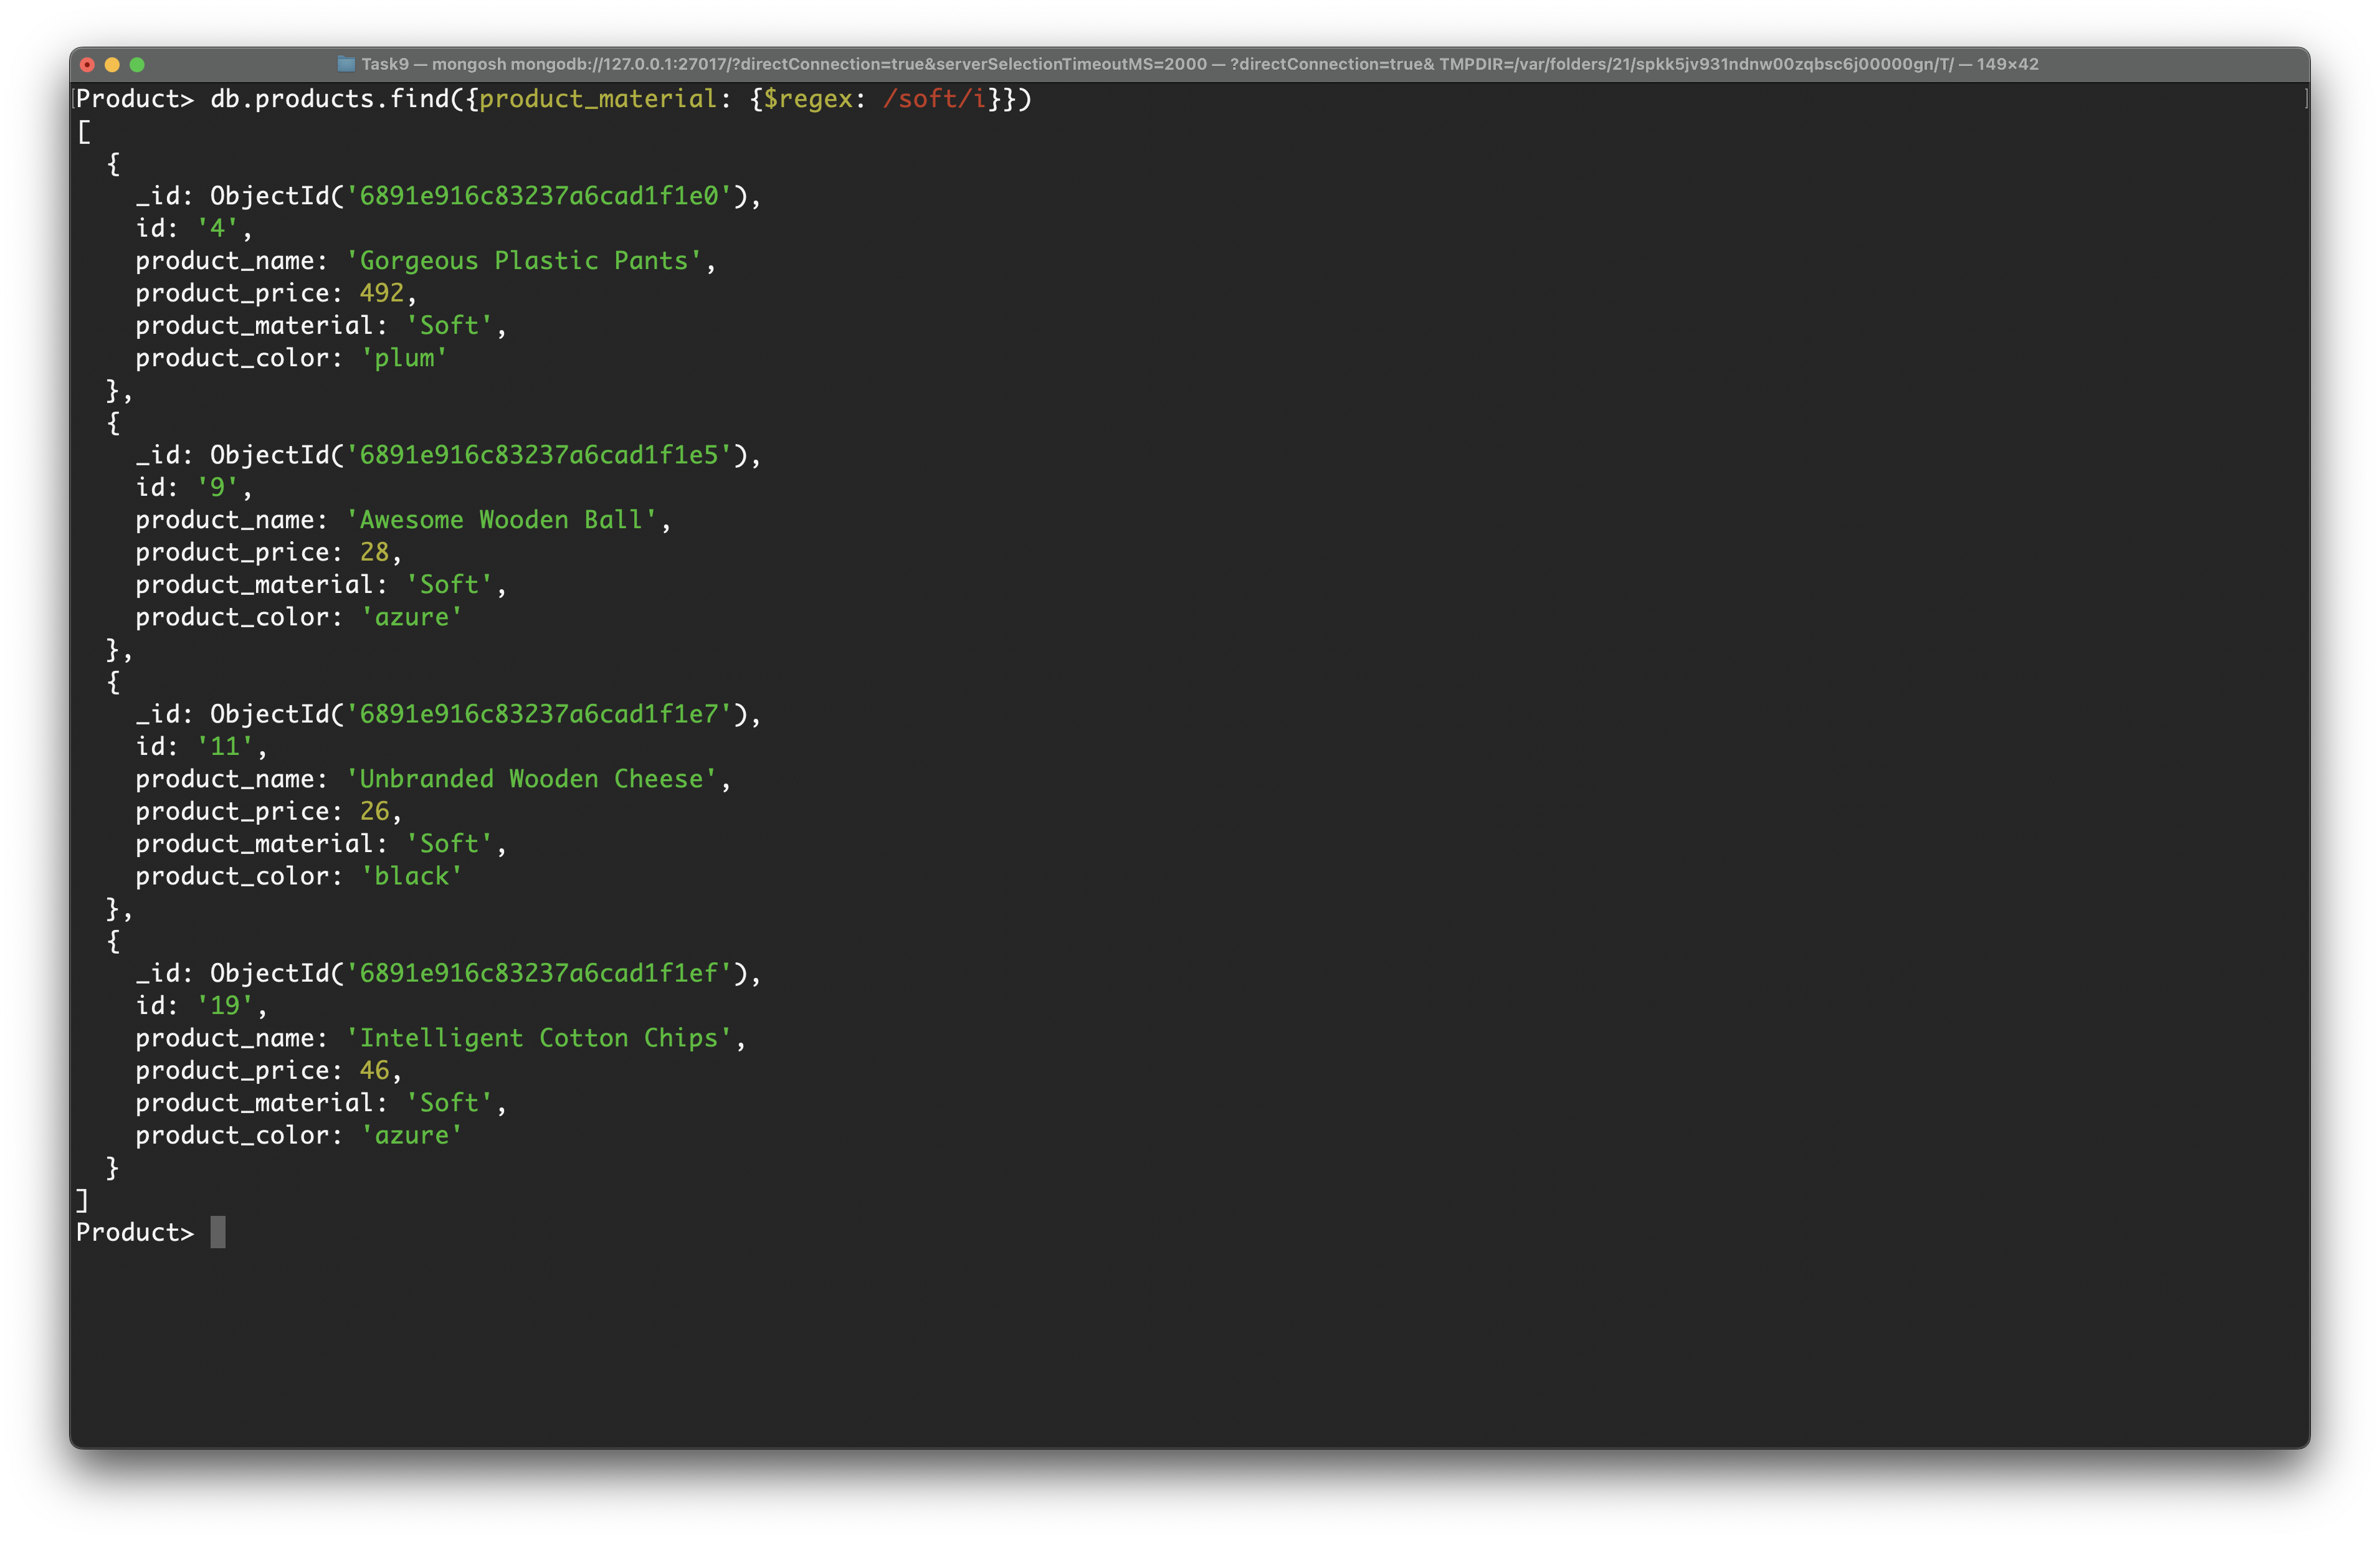 Task9 — mongosh mongodb://127.0.0.1:27017/?directConnection=true&serverSelectionTimeoutMS=2000 — ?directConnection=true& TMPDIR=/var/folders/21/spkk5jv931ndnw00zqbsc6j00000gn/T/ — 149×42
Product> db.products.find({product_material: {$regex: /soft/i}})
[
  {
    _id: ObjectId('6891e916c83237a6cad1f1e0'),
    id: '4',
    product_name: 'Gorgeous Plastic Pants',
    product_price: 492,
    product_material: 'Soft',
    product_color: 'plum'
  },
  {
    _id: ObjectId('6891e916c83237a6cad1f1e5'),
    id: '9',
    product_name: 'Awesome Wooden Ball',
    product_price: 28,
    product_material: 'Soft',
    product_color: 'azure'
  },
  {
    _id: ObjectId('6891e916c83237a6cad1f1e7'),
    id: '11',
    product_name: 'Unbranded Wooden Cheese',
    product_price: 26,
    product_material: 'Soft',
    product_color: 'black'
  },
  {
    _id: ObjectId('6891e916c83237a6cad1f1ef'),
    id: '19',
    product_name: 'Intelligent Cotton Chips',
    product_price: 46,
    product_material: 'Soft',
    product_color: 'azure'
  }
]
Product>